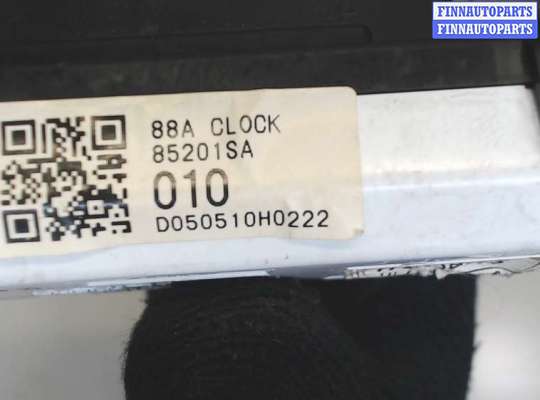 FINNAUTOPARTS
FINNAUTOPARTS
88A CLOCK
85201SA
010
D050510H0222